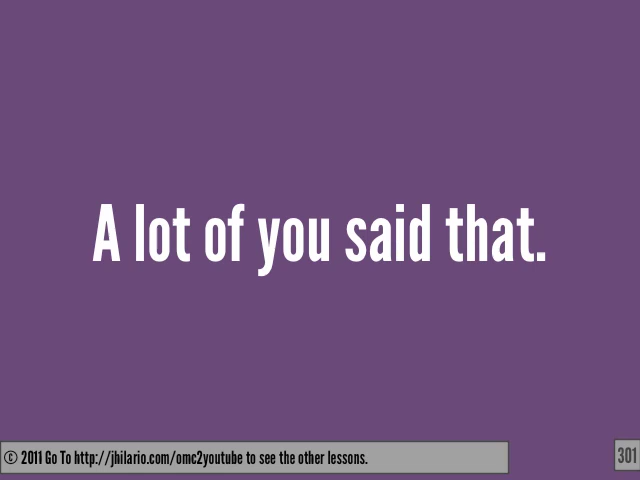 A lot of you said that.
© 2011 Go To http://jhilario.com/omc2youtube to see the other lessons.
301